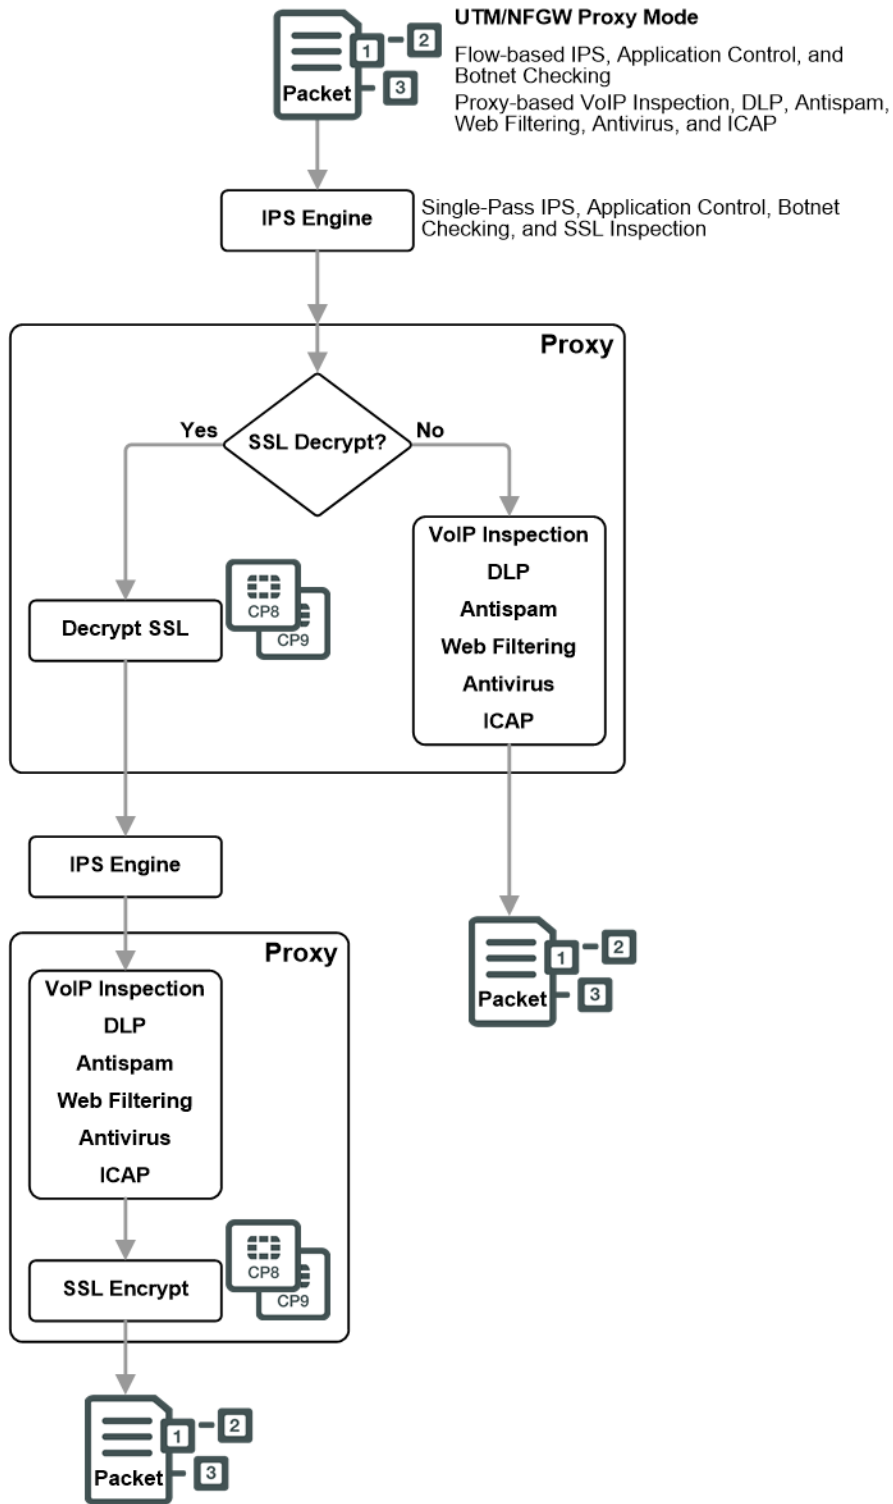 UTM/NFGW Proxy Mode
1
2
3
Packet
Flow-based IPS, Application Control, and
Botnet Checking
Proxy-based VoIP Inspection, DLP, Antispam,
Web Filtering, Antivirus, and ICAP
IPS Engine
Single-Pass IPS, Application Control, Botnet
Checking, and SSL Inspection
Proxy
SSL Decrypt?
Yes
No
VoIP Inspection
DLP
Antispam
Web Filtering
Antivirus
ICAP
Decrypt SSL
CP8
CP9
IPS Engine
1
2
3
Packet
Proxy
VoIP Inspection
DLP
Antispam
Web Filtering
Antivirus
ICAP
SSL Encrypt
CP8
CP9
1
2
3
Packet